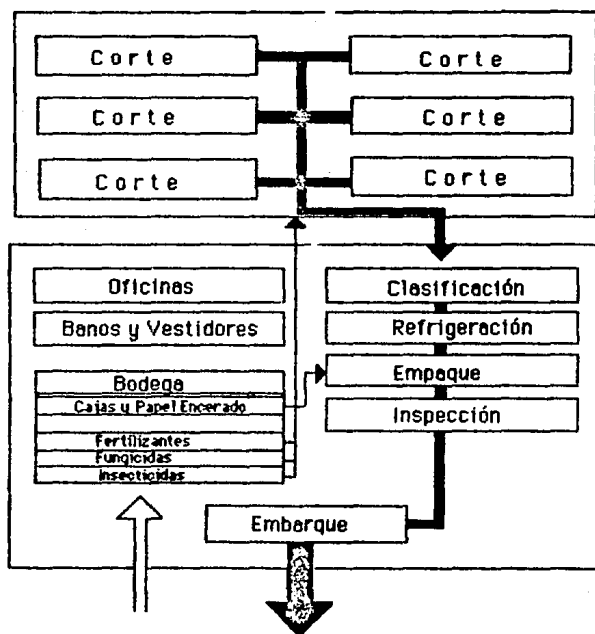 Corte
Corte
Corte
Corte
Corte
Corte
Oficinas
Banos y Vestidores
Bodega
Cajas y Papel Encerado
Fertilizantes
Fungicidas
Insecticidas
Clasificación
Refrigeración
Empaque
Inspección
Embarque